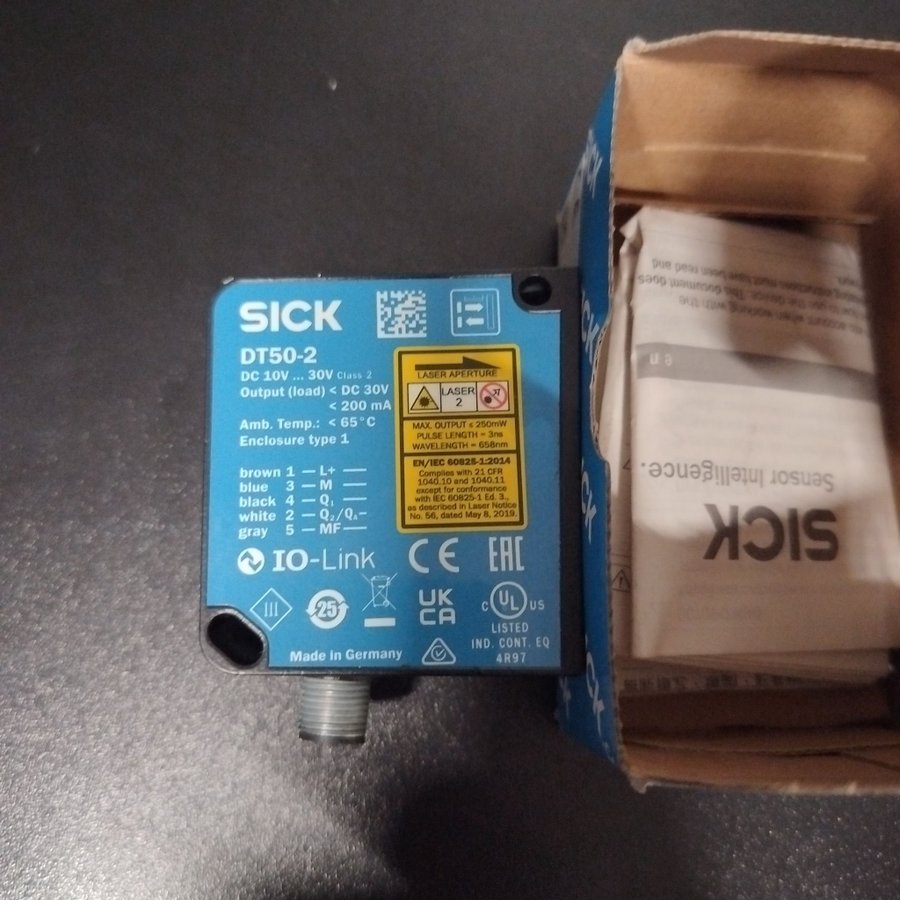 SICK
DT50-2
DC 10V ... 30V Class 2
Output (load) < DC 30V
< 200 mA
Amb. Temp.: < 65°C
Enclosure type 1
brown 1 — L+ —
blue 3 — M —
black 4 — Q₁ —
white 2 — Q₂/Qₐ —
gray 5 — MF —
IO-Link
III
25
Made in Germany
LASER APERTURE
LASER
2
MAX. OUTPUT ≤ 250mW
PULSE LENGTH = 3ns
WAVELENGTH = 658nm
EN/IEC 60825-1:2014
Complies with 21 CFR
1040.10 and 1040.11
except for conformance
with IEC 60825-1 Ed. 3.,
as described in Laser Notice
No. 56, dated May 8, 2019.
CE
EAC
UK
CA
C UL US
LISTED
IND. CONT. EQ
4R97
SICK
Sensor Intelligence.
en
SICK